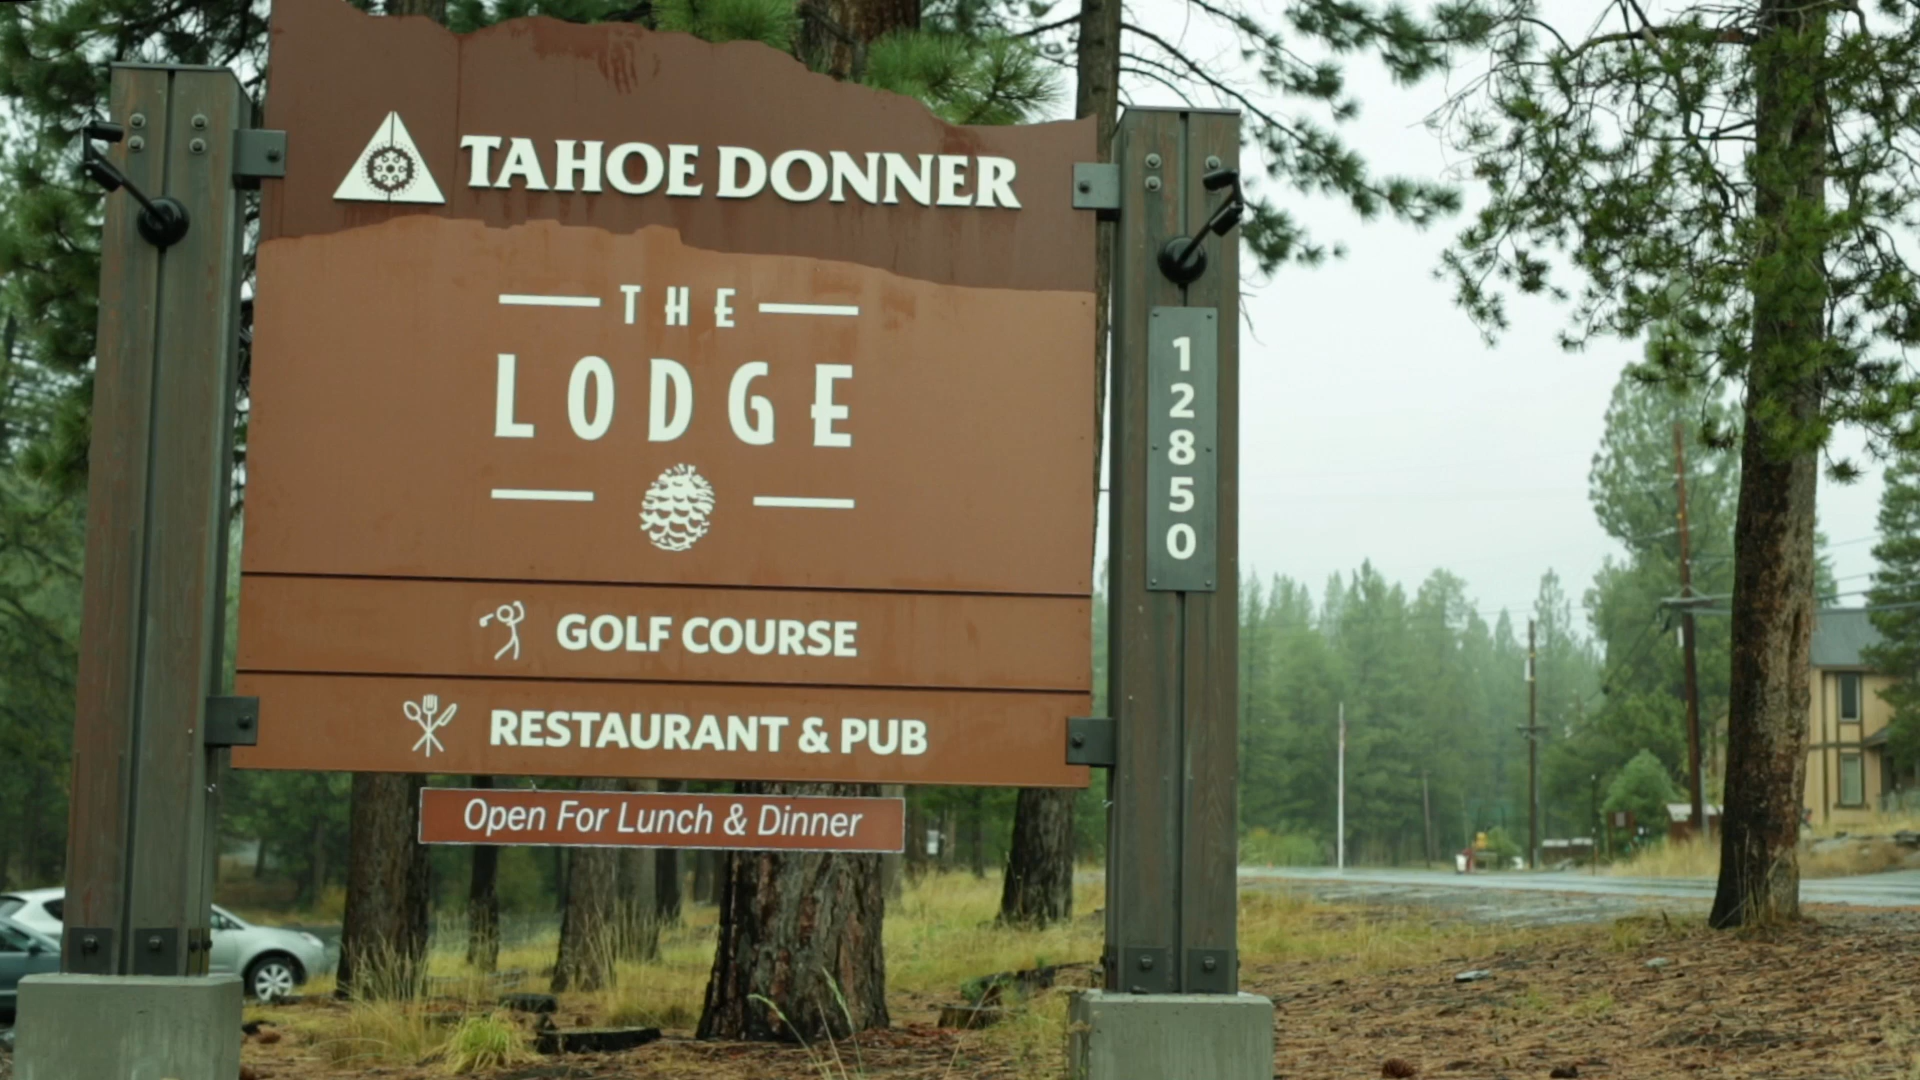 TAHOE DONNER
THE
LODGE
GOLF COURSE
RESTAURANT & PUB
Open For Lunch & Dinner
12850